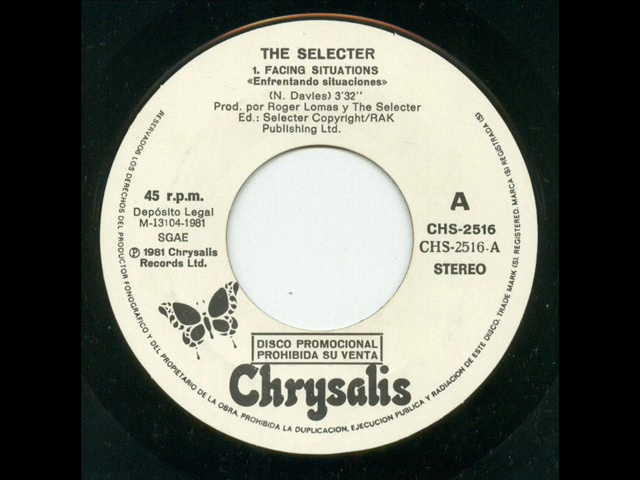 THE SELECTER
1. FACING SITUATIONS
«Enfrentando situaciones»
(N. Davies) 3'32''
Prod. por Roger Lomas y The Selecter
Ed.: Selecter Copyright/RAK
Publishing Ltd.
45 r.p.m.
Depósito Legal
M-13104-1981
SGAE
Ⓟ 1981 Chrysalis
Records Ltd.
A
CHS-2516
CHS-2516-A
STEREO
DISCO PROMOCIONAL
PROHIBIDA SU VENTA
Chrysalis
RESERVADOS LOS DERECHOS DEL PRODUCTOR FONOGRAFICO Y DEL PROPIETARIO DE LA OBRA. PROHIBIDA LA DUPLICACION, EJECUCION PUBLICA Y RADIACION DE ESTE DISCO. TRADE MARK (S) REGISTERED. MARCA (S) REGISTRADA (S)